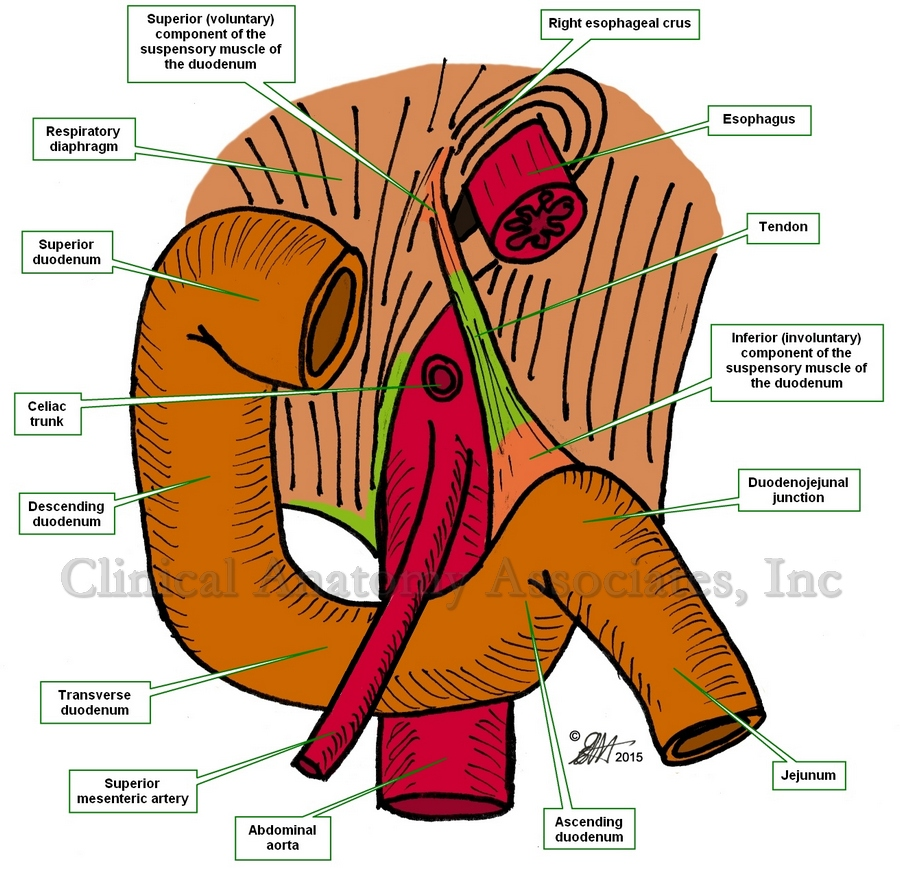 Superior (voluntary)
component of the
suspensory muscle of
the duodenum
Right esophageal crus
Respiratory
diaphragm
Esophagus
Superior
duodenum
Tendon
Inferior (involuntary)
component of the
suspensory muscle of
the duodenum
Celiac
trunk
Descending
duodenum
Duodenojejunal
junction
Clinical Anatomy Associates, Inc
Transverse
duodenum
© 2015
Superior
mesenteric artery
Jejunum
Abdominal
aorta
Ascending
duodenum